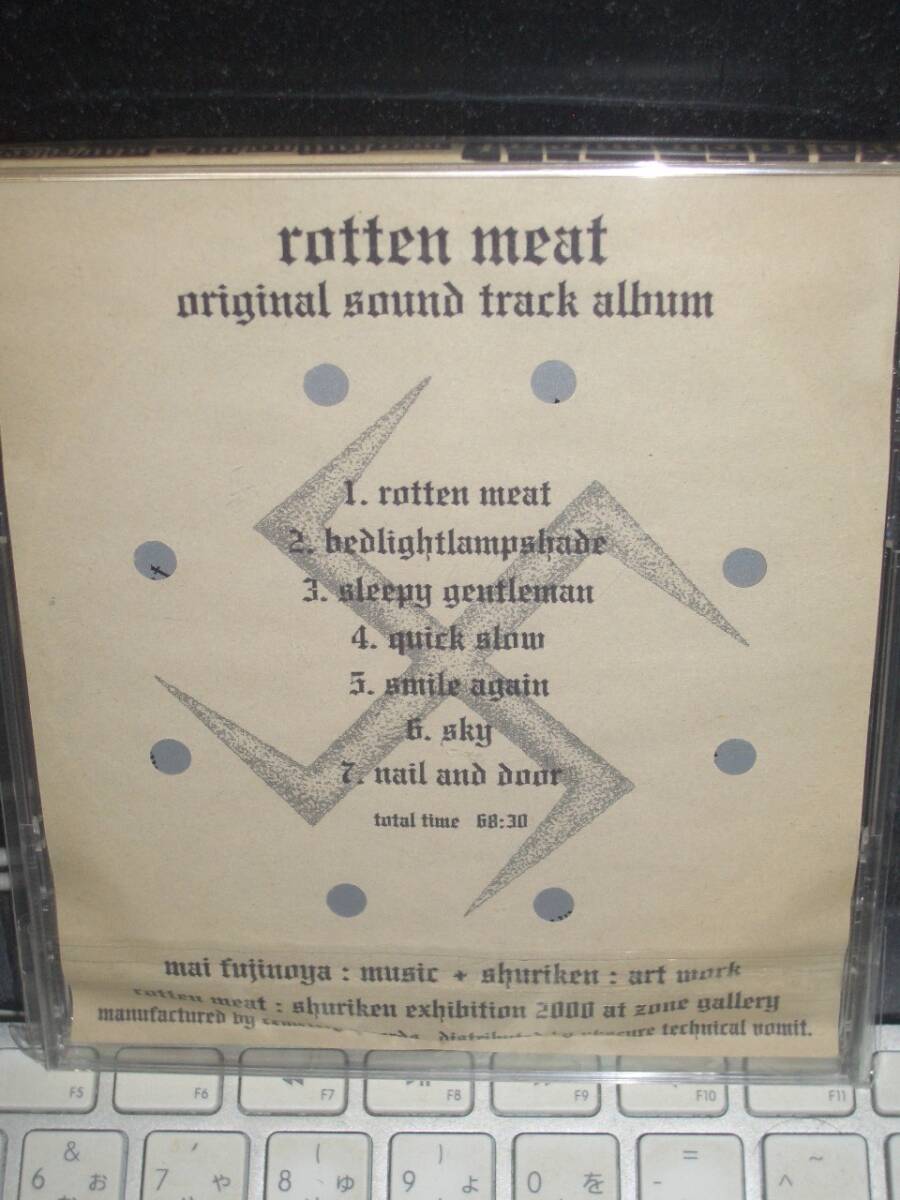 rotten meat
original sound track album
1. rotten meat
2. bedlightlampshade
3. sleepy gentleman
4. quick slow
5. smile again
6. sky
7. nail and door
total time 68:30
mai fujinoya : music + shuriken : art work
rotten meat : shuriken exhibition 2000 at zone gallery
manufactured by distributed by obscure technical vomit.
F5 F6 F7 F8 F9 F10 F11
& ' ( ) = ~
6 お 7 や 8 ゆ 9 よ 0 を - ^